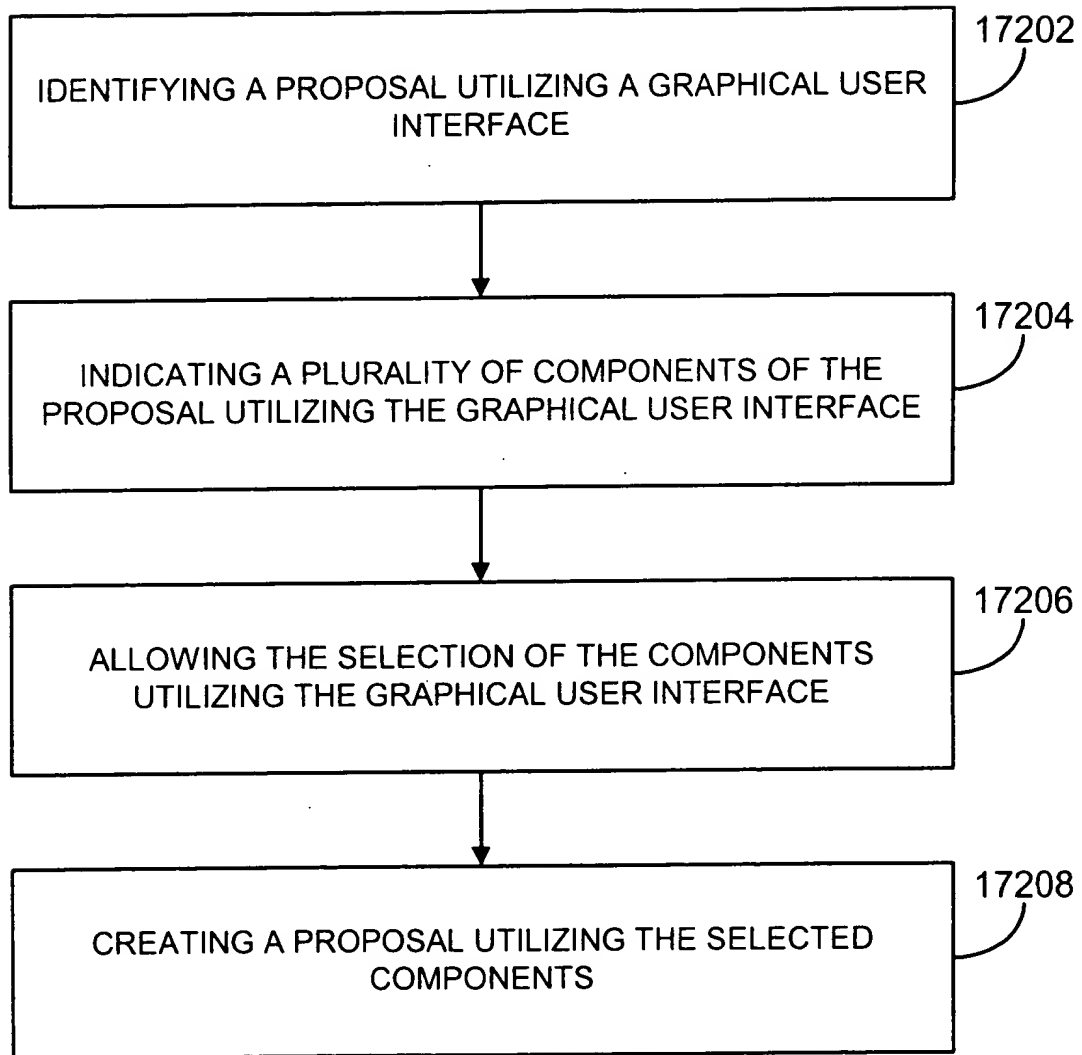 17202
IDENTIFYING A PROPOSAL UTILIZING A GRAPHICAL USER
INTERFACE
17204
INDICATING A PLURALITY OF COMPONENTS OF THE
PROPOSAL UTILIZING THE GRAPHICAL USER INTERFACE
17206
ALLOWING THE SELECTION OF THE COMPONENTS
UTILIZING THE GRAPHICAL USER INTERFACE
17208
CREATING A PROPOSAL UTILIZING THE SELECTED
COMPONENTS